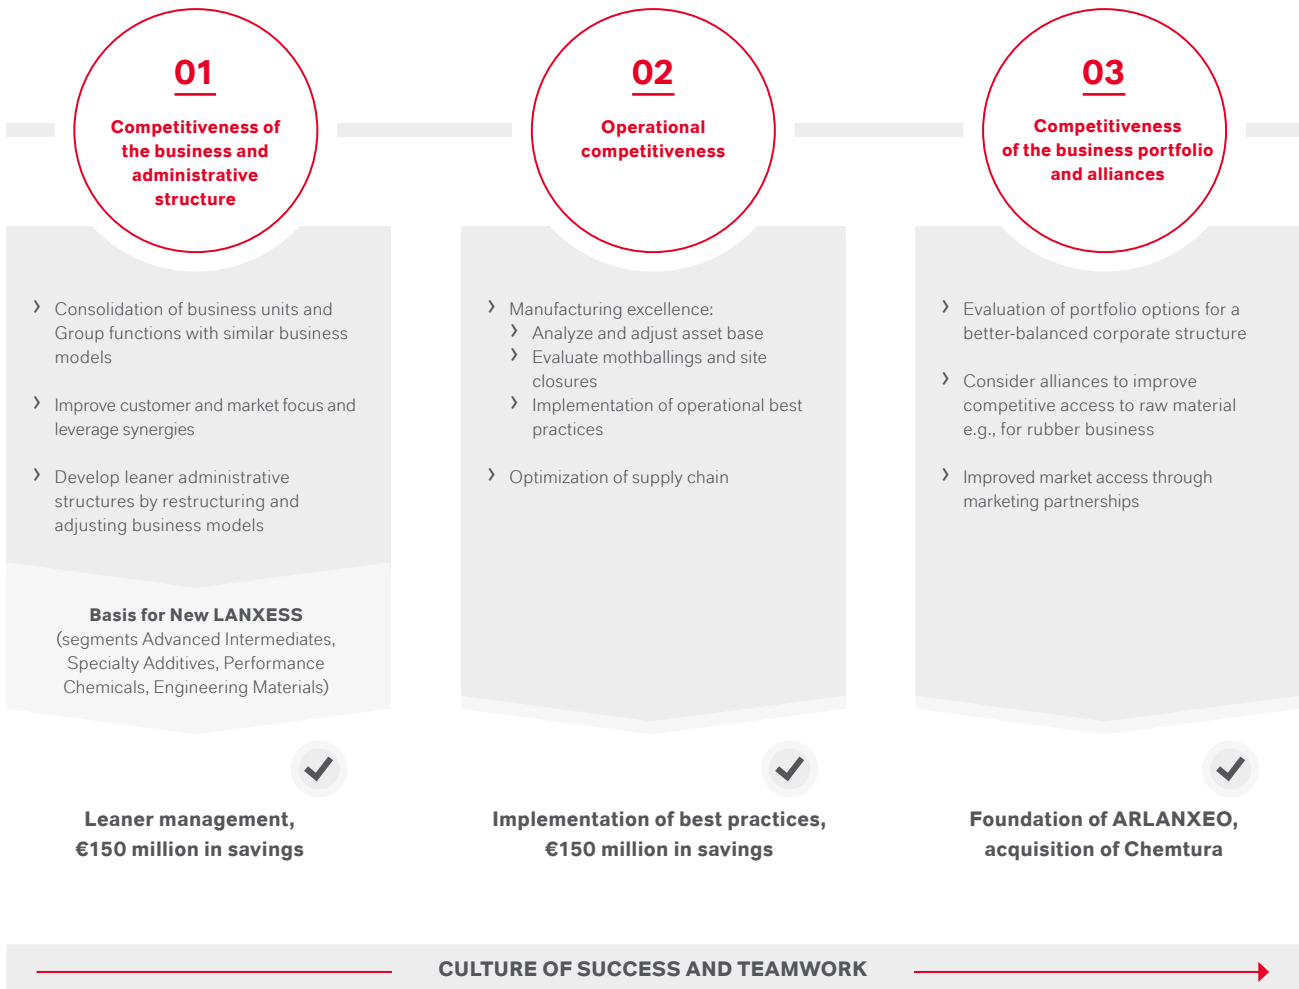 01
Competitiveness of
the business and
administrative
structure
› Consolidation of business units and
Group functions with similar business
models
› Improve customer and market focus and
leverage synergies
› Develop leaner administrative
structures by restructuring and
adjusting business models
Basis for New LANXESS
(segments Advanced Intermediates,
Specialty Additives, Performance
Chemicals, Engineering Materials)
Leaner management,
€150 million in savings
02
Operational
competitiveness
› Manufacturing excellence:
› Analyze and adjust asset base
› Evaluate mothballings and site
closures
› Implementation of operational best
practices
› Optimization of supply chain
Implementation of best practices,
€150 million in savings
03
Competitiveness
of the business portfolio
and alliances
› Evaluation of portfolio options for a
better-balanced corporate structure
› Consider alliances to improve
competitive access to raw material
e.g., for rubber business
› Improved market access through
marketing partnerships
Foundation of ARLANXEO,
acquisition of Chemtura
CULTURE OF SUCCESS AND TEAMWORK